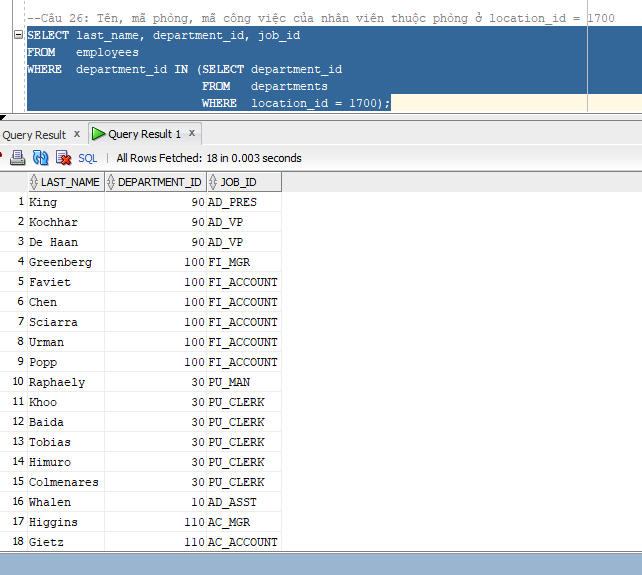 --Câu 26: Tên, mã phòng, mã công việc của nhân viên thuộc phòng ở location_id = 1700
SELECT last_name, department_id, job_id
FROM employees
WHERE department_id IN (SELECT department_id
FROM departments
WHERE location_id = 1700);
Query Result x Query Result 1 x
SQL | All Rows Fetched: 18 in 0.003 seconds
LAST_NAME DEPARTMENT_ID JOB_ID
1 King 90 AD_PRES
2 Kochhar 90 AD_VP
3 De Haan 90 AD_VP
4 Greenberg 100 FI_MGR
5 Faviet 100 FI_ACCOUNT
6 Chen 100 FI_ACCOUNT
7 Sciarra 100 FI_ACCOUNT
8 Urman 100 FI_ACCOUNT
9 Popp 100 FI_ACCOUNT
10 Raphaely 30 PU_MAN
11 Khoo 30 PU_CLERK
12 Baida 30 PU_CLERK
13 Tobias 30 PU_CLERK
14 Himuro 30 PU_CLERK
15 Colmenares 30 PU_CLERK
16 Whalen 10 AD_ASST
17 Higgins 110 AC_MGR
18 Gietz 110 AC_ACCOUNT